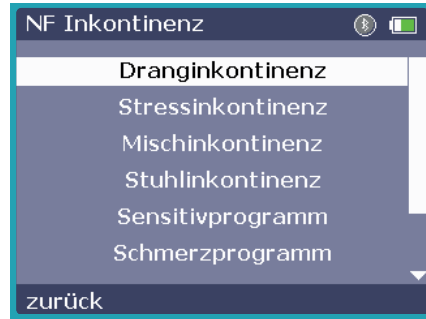 NF Inkontinenz
Dranginkontinenz
Stressinkontinenz
Mischinkontinenz
Stuhlinkontinenz
Sensitivprogramm
Schmerzprogramm
zurück